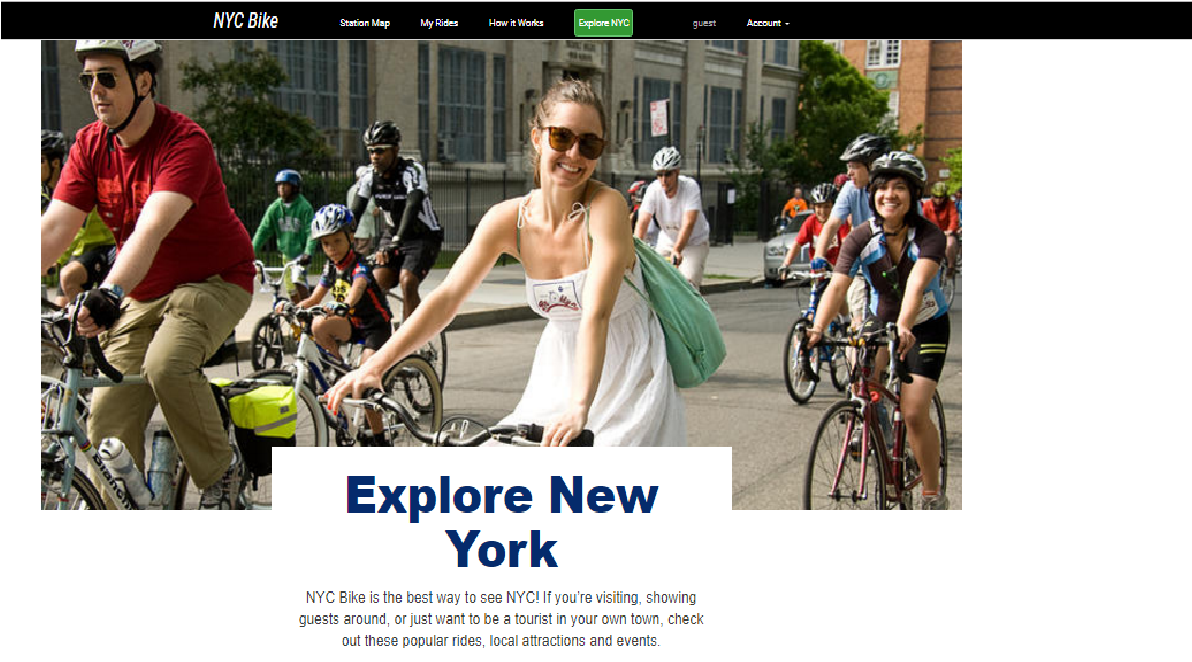 NYC Bike Station Map My Rides How it Works Explore NYC guest Account
Explore New
York
NYC Bike is the best way to see NYC! If you're visiting, showing
guests around, or just want to be a tourist in your own town, check
out these popular rides, local attractions and events.